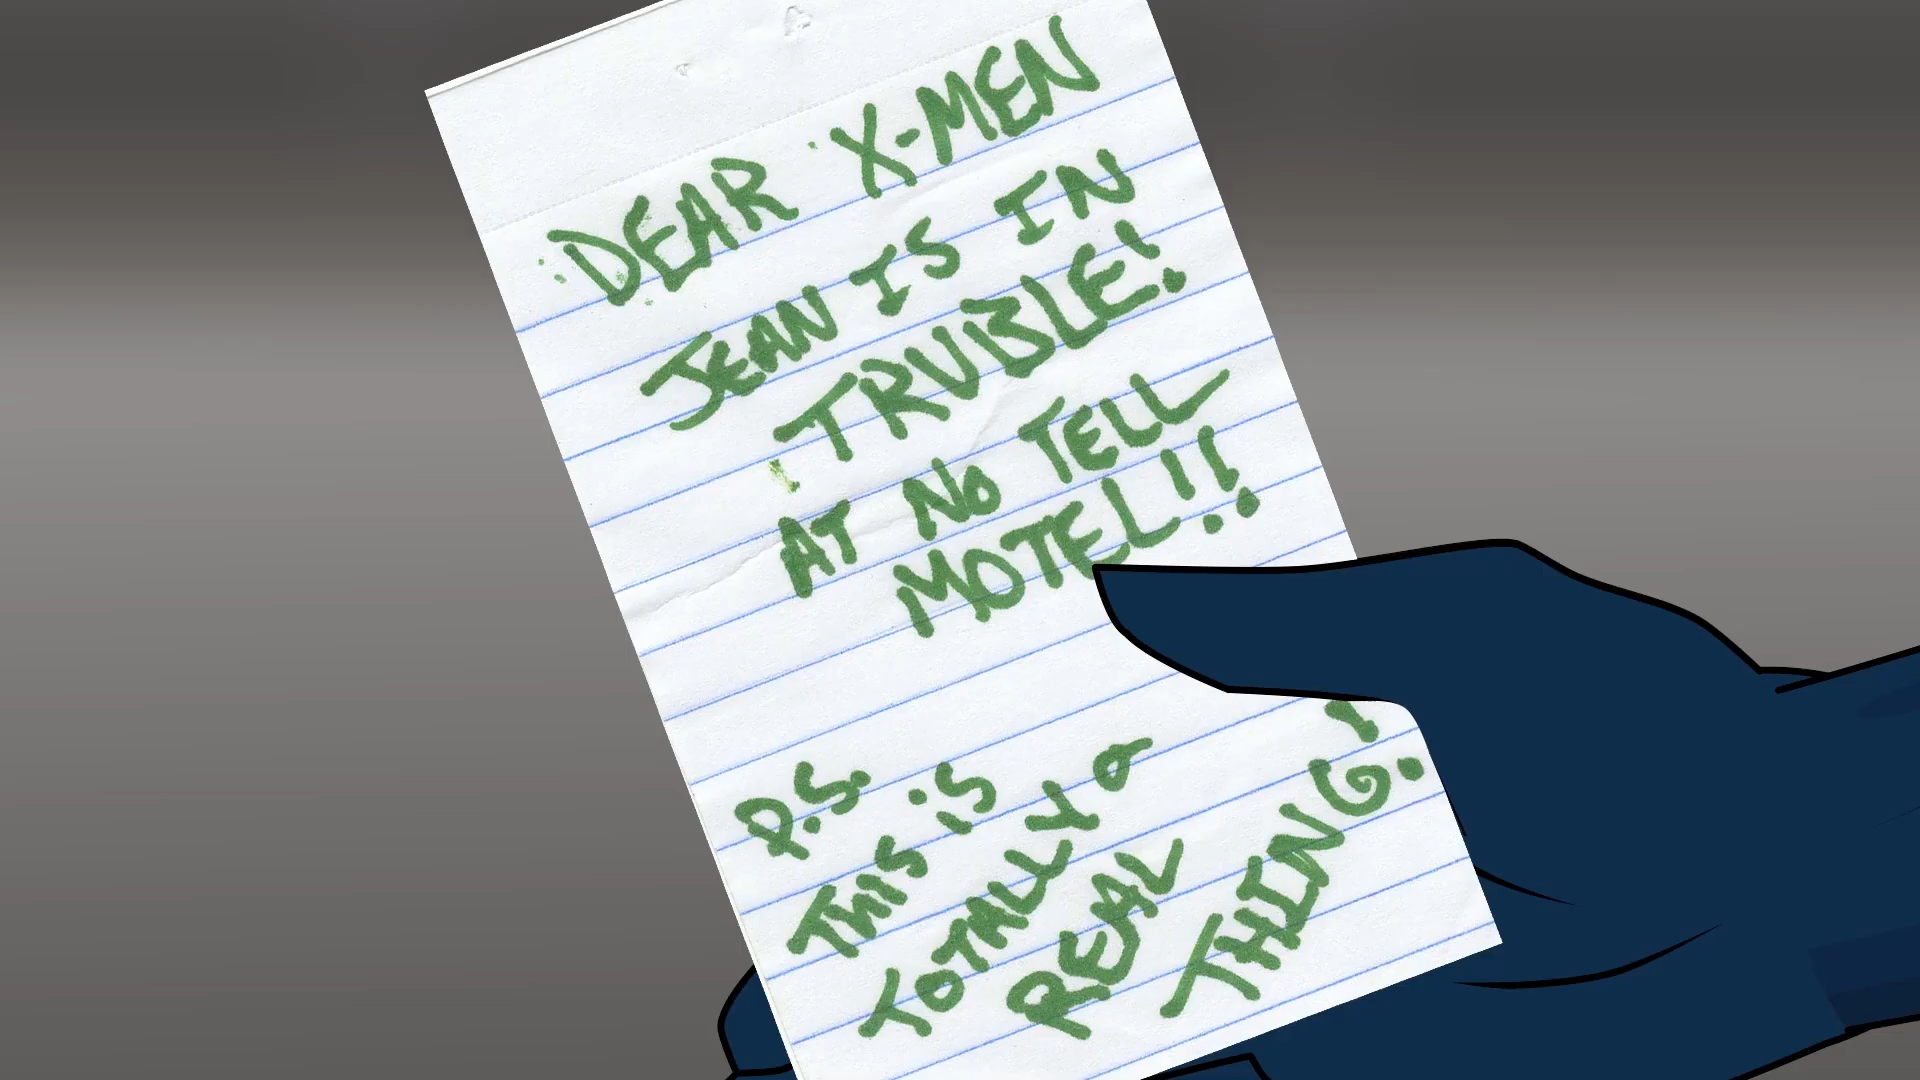 DEAR X-MEN
JEAN IS IN
TRUBLE!
AT NO TELL
MOTEL!!
P.S.
THIS iS
TOTALLY a
REAL
THING!